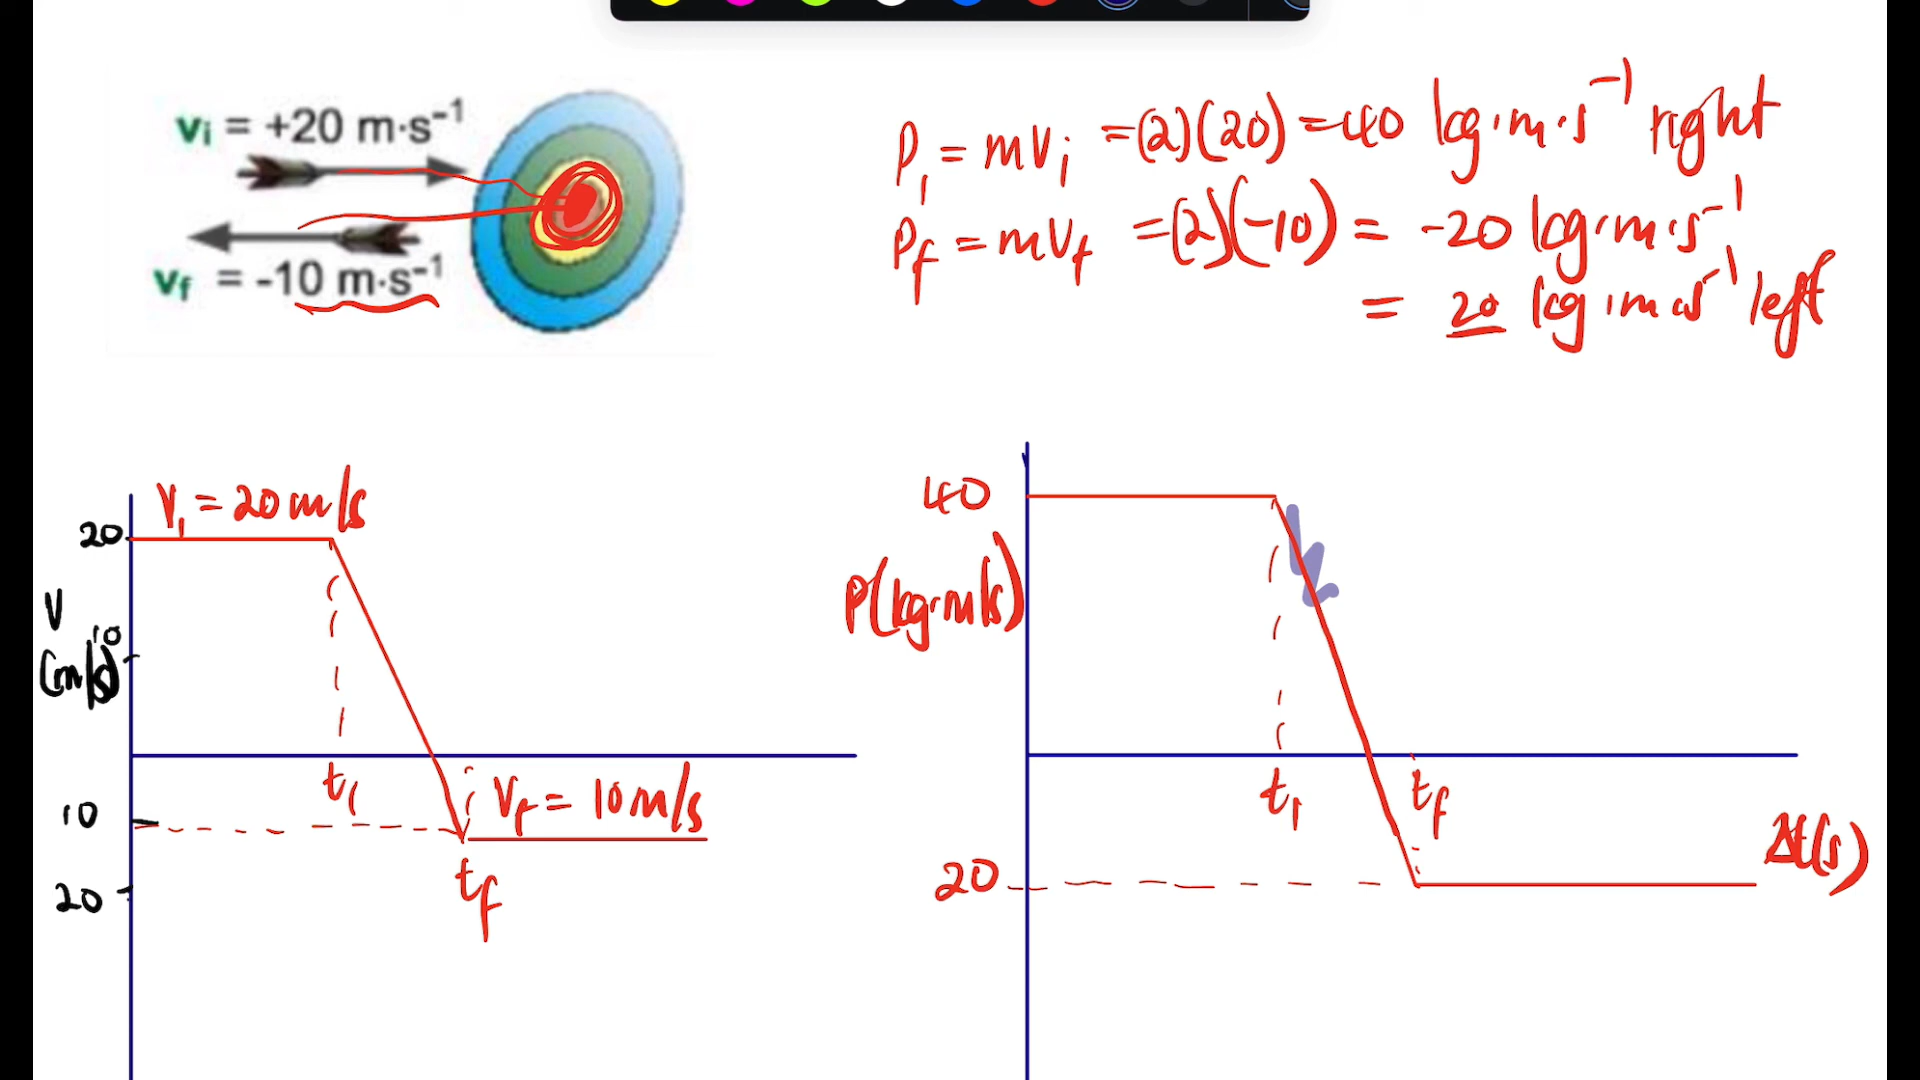 vi = +20 m·s⁻¹
vf = -10 m·s⁻¹
Pi = mvi = (2)(20) = 40 kg·m·s⁻¹ right
Pf = mvf = (2)(-10) = -20 kg·m·s⁻¹
= 20 kg·m·s⁻¹ left
Vi = 20 m/s
20
V
(m/s)
10
t1
10
Vf = 10 m/s
tf
20
40
P(kg·m/s)
t1
tf
Δt(s)
20